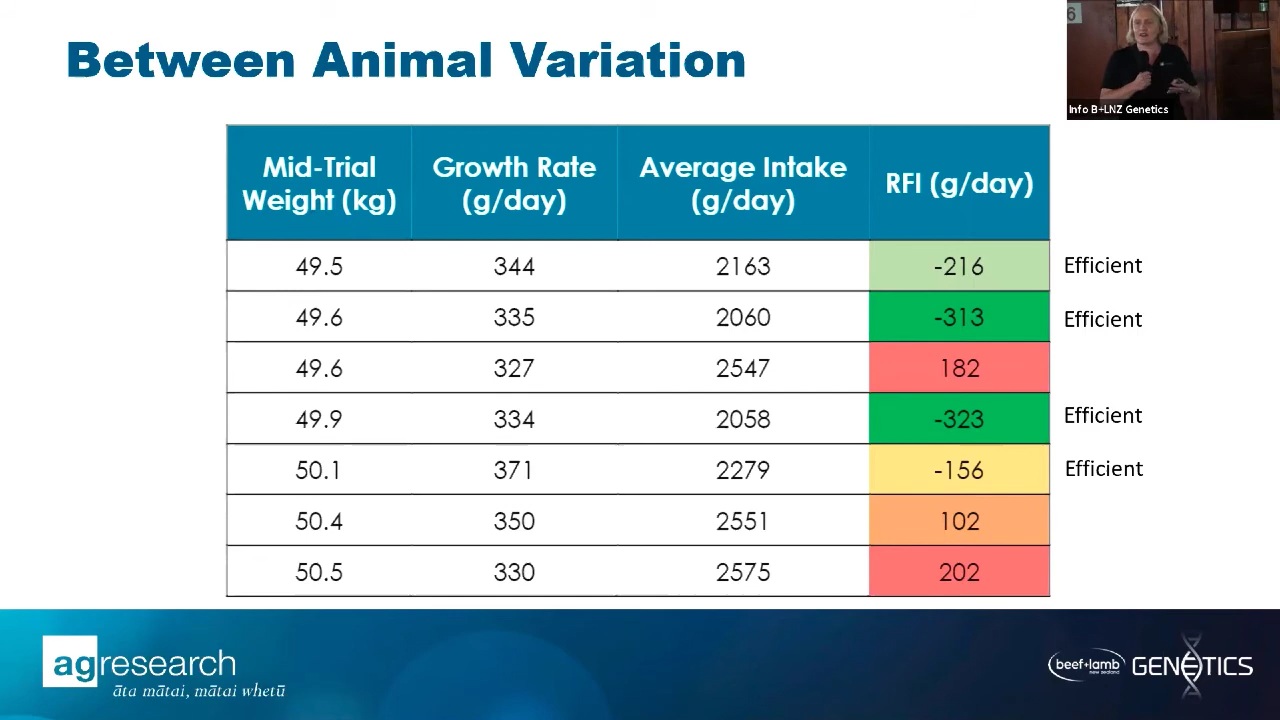 Between Animal Variation
6
Info B+LNZ Genetics
Mid-Trial Weight (kg) Growth Rate (g/day) Average Intake (g/day) RFI (g/day)
49.5 344 2163 -216 Efficient
49.6 335 2060 -313 Efficient
49.6 327 2547 182
49.9 334 2058 -323 Efficient
50.1 371 2279 -156 Efficient
50.4 350 2551 102
50.5 330 2575 202
agresearch
āta mātai, mātai whetū
beef+lamb
new zealand
GENETICS